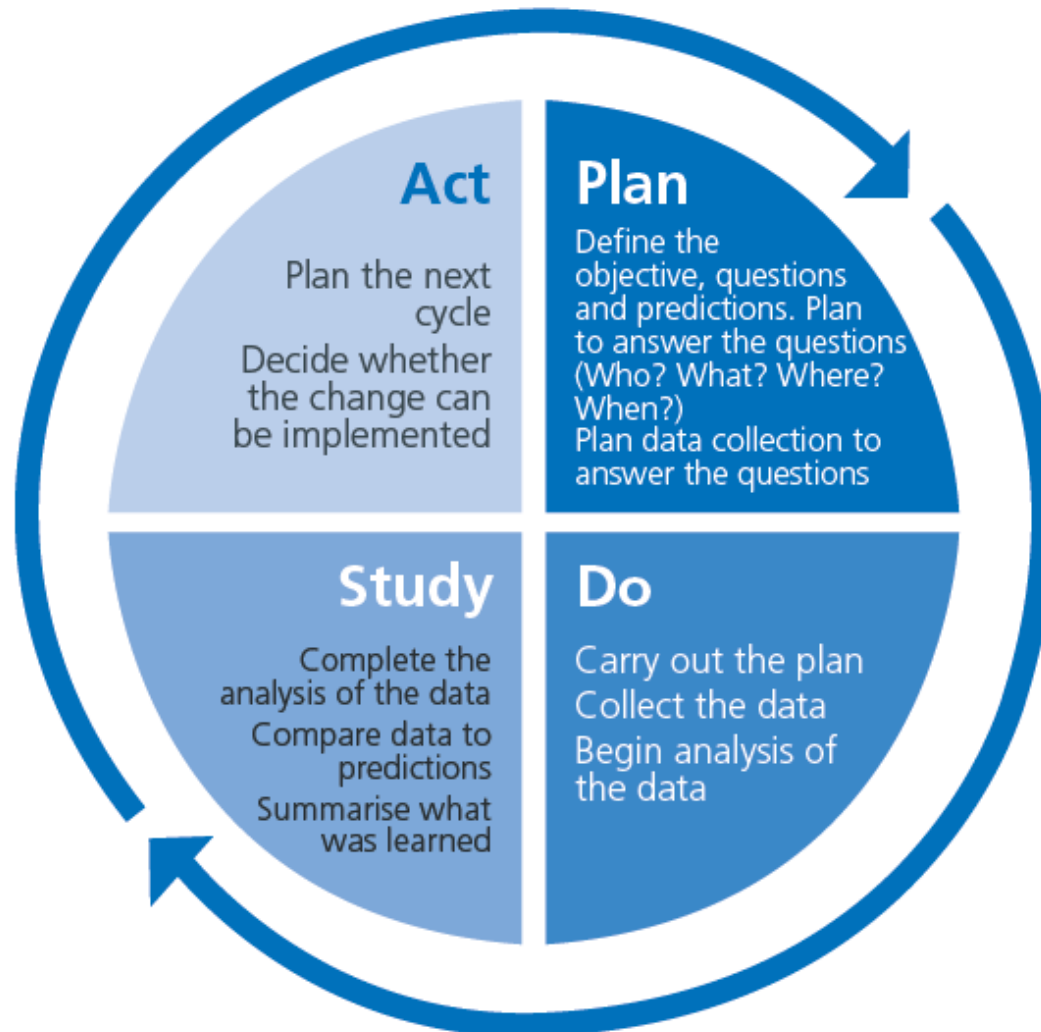 Act
Plan the next
cycle
Decide whether
the change can
be implemented
Plan
Define the
objective, questions
and predictions. Plan
to answer the questions
(Who? What? Where?
When?)
Plan data collection to
answer the questions
Study
Complete the
analysis of the data
Compare data to
predictions
Summarise what
was learned
Do
Carry out the plan
Collect the data
Begin analysis of
the data